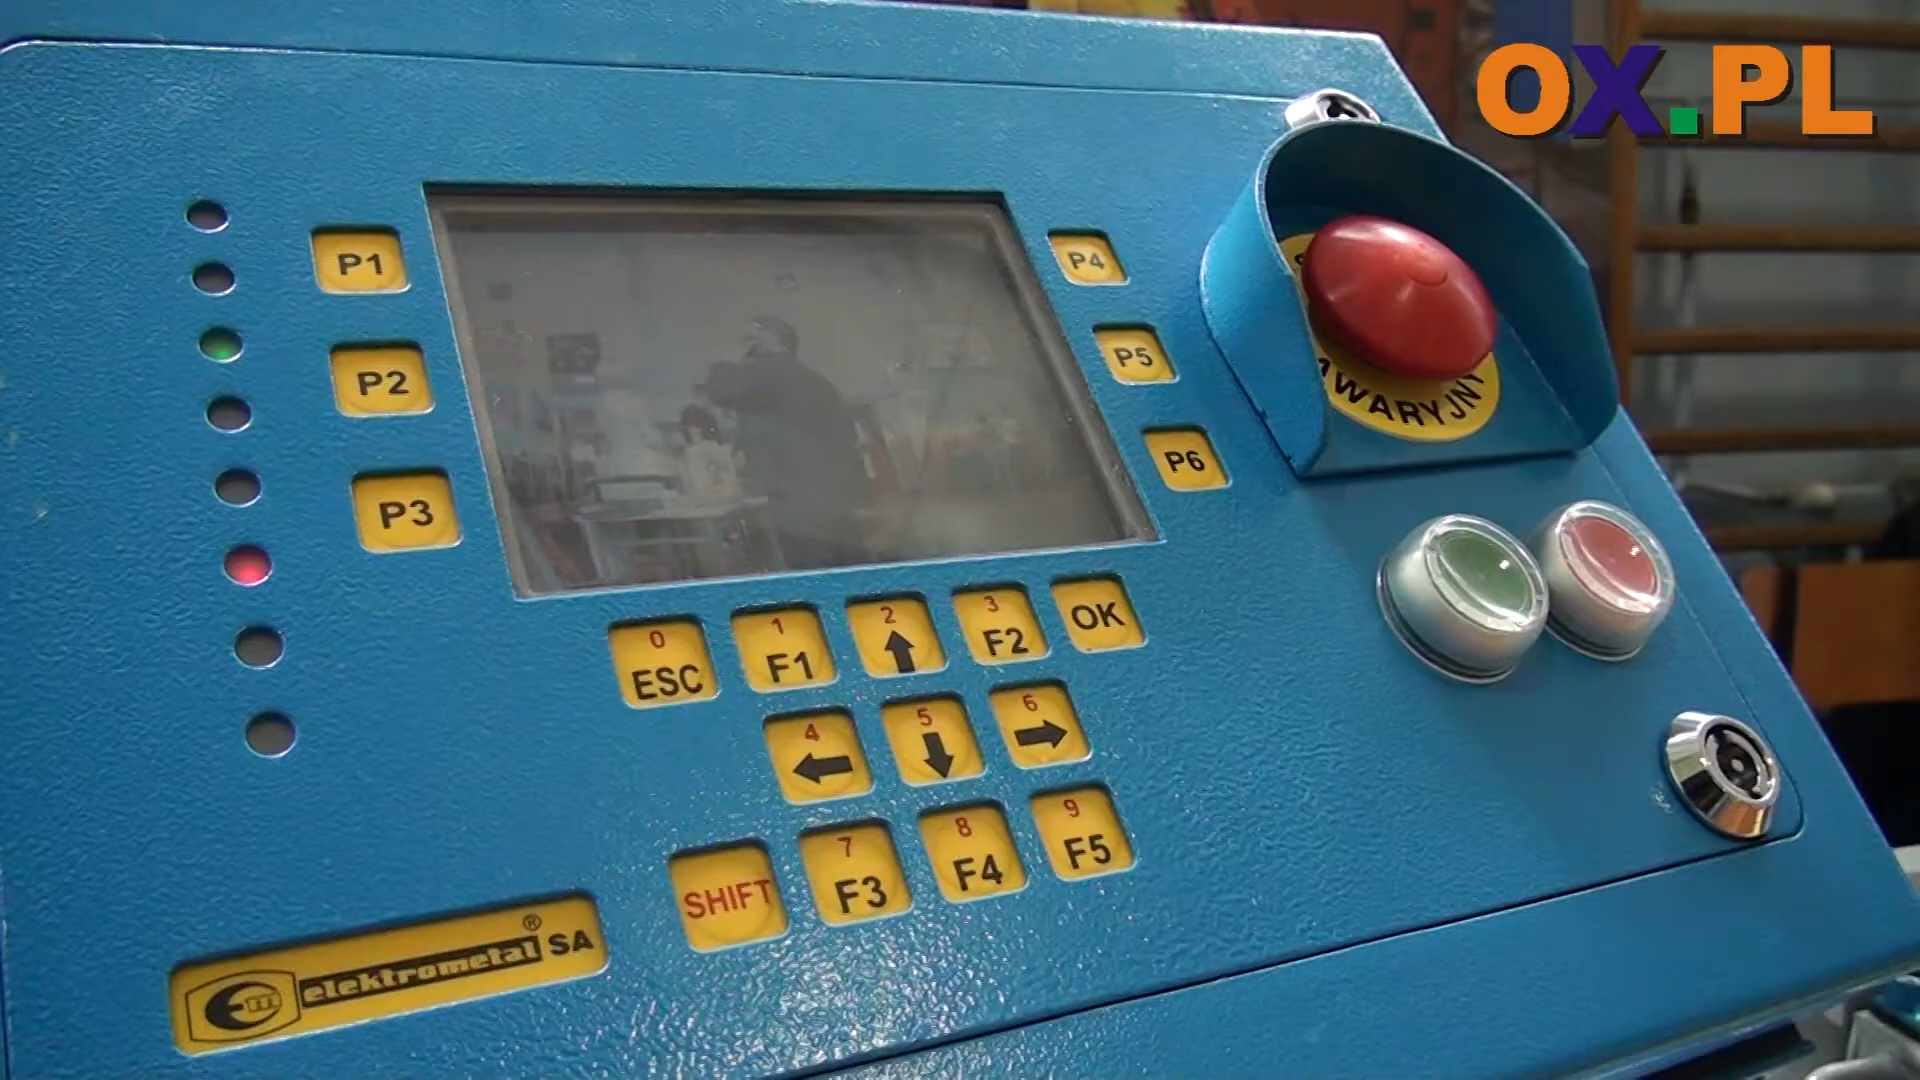 OX.PL
P1
P2
P3
P4
P5
P6
AWARYJNY
0
ESC
1
F1
2
3
F2
OK
4
5
6
SHIFT
7
F3
8
F4
9
F5
Em elektrometal® SA